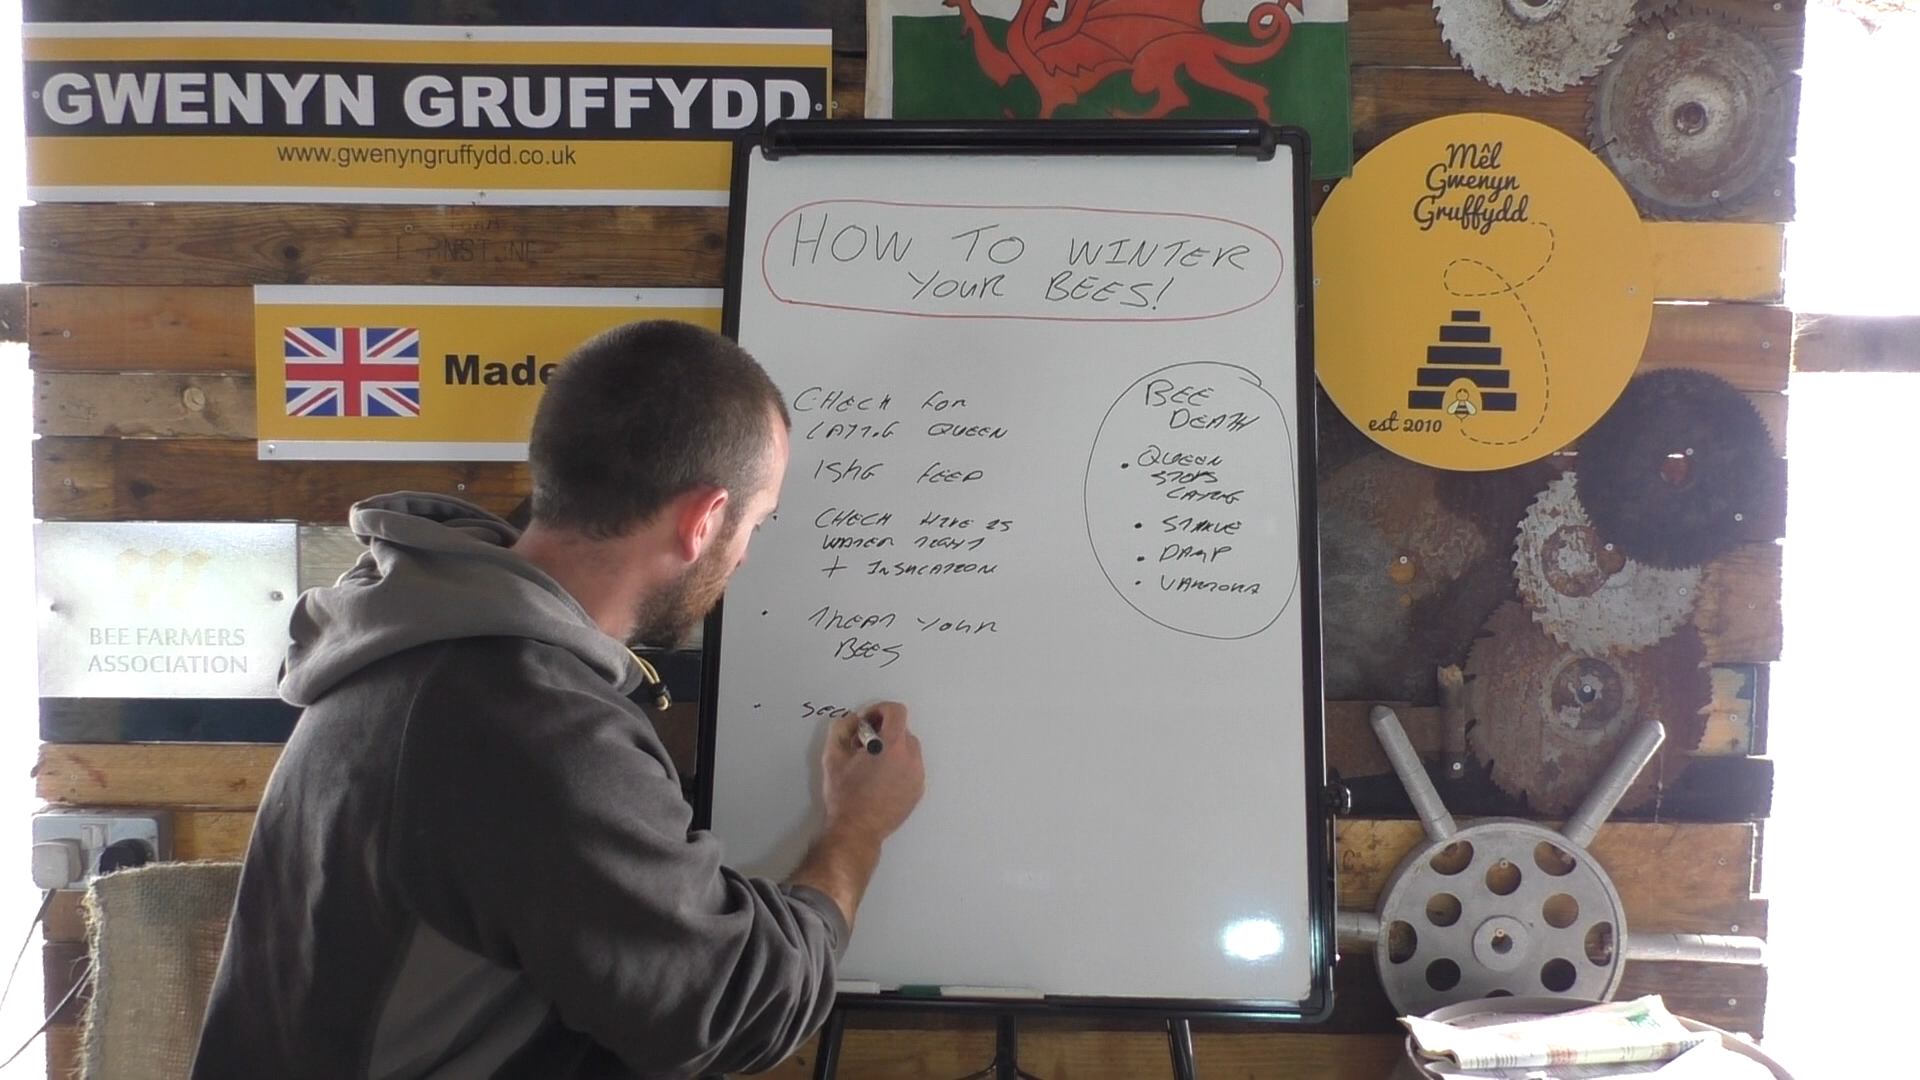 GWENYN GRUFFYDD
www.gwenyngruffydd.co.uk
Made
BEE FARMERS
ASSOCIATION
HOW TO WINTER
YOUR BEES!
CHECK FOR
LAYING QUEEN
15KG FEED
• CHECK HIVE IS
WATER TIGHT
+ INSULATION
• TREAT YOUR
BEES
• SEC
BEE
DEATH
• QUEEN
STOPS
LAYING
• STARVE
• DAMP
• VARROA
Mêl
Gwenyn
Gruffydd
est 2010